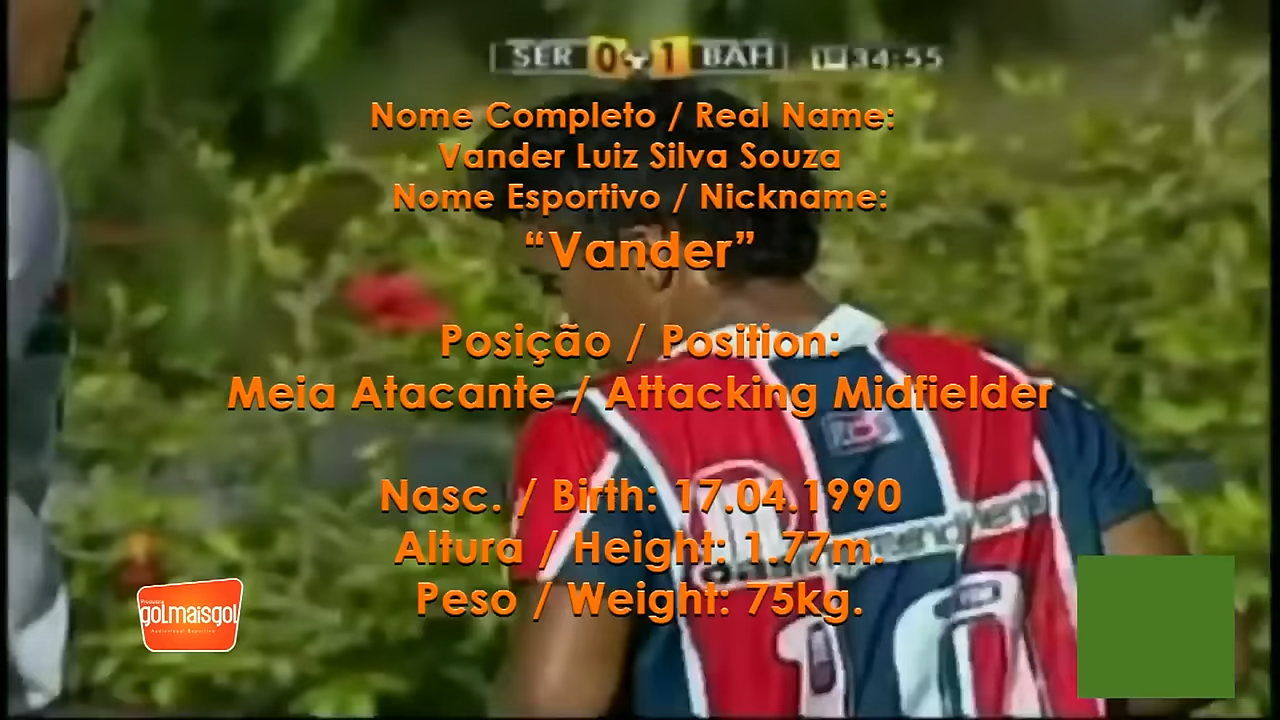 SER 0 1 BAH 34:55
Nome Completo / Real Name:
Vander Luiz Silva Souza
Nome Esportivo / Nickname:
“Vander”
Posição / Position:
Meia Atacante / Attacking Midfielder
Nasc. / Birth: 17.04.1990
Altura / Height: 1.77m.
Peso / Weight: 75kg.
golmaisgol
10